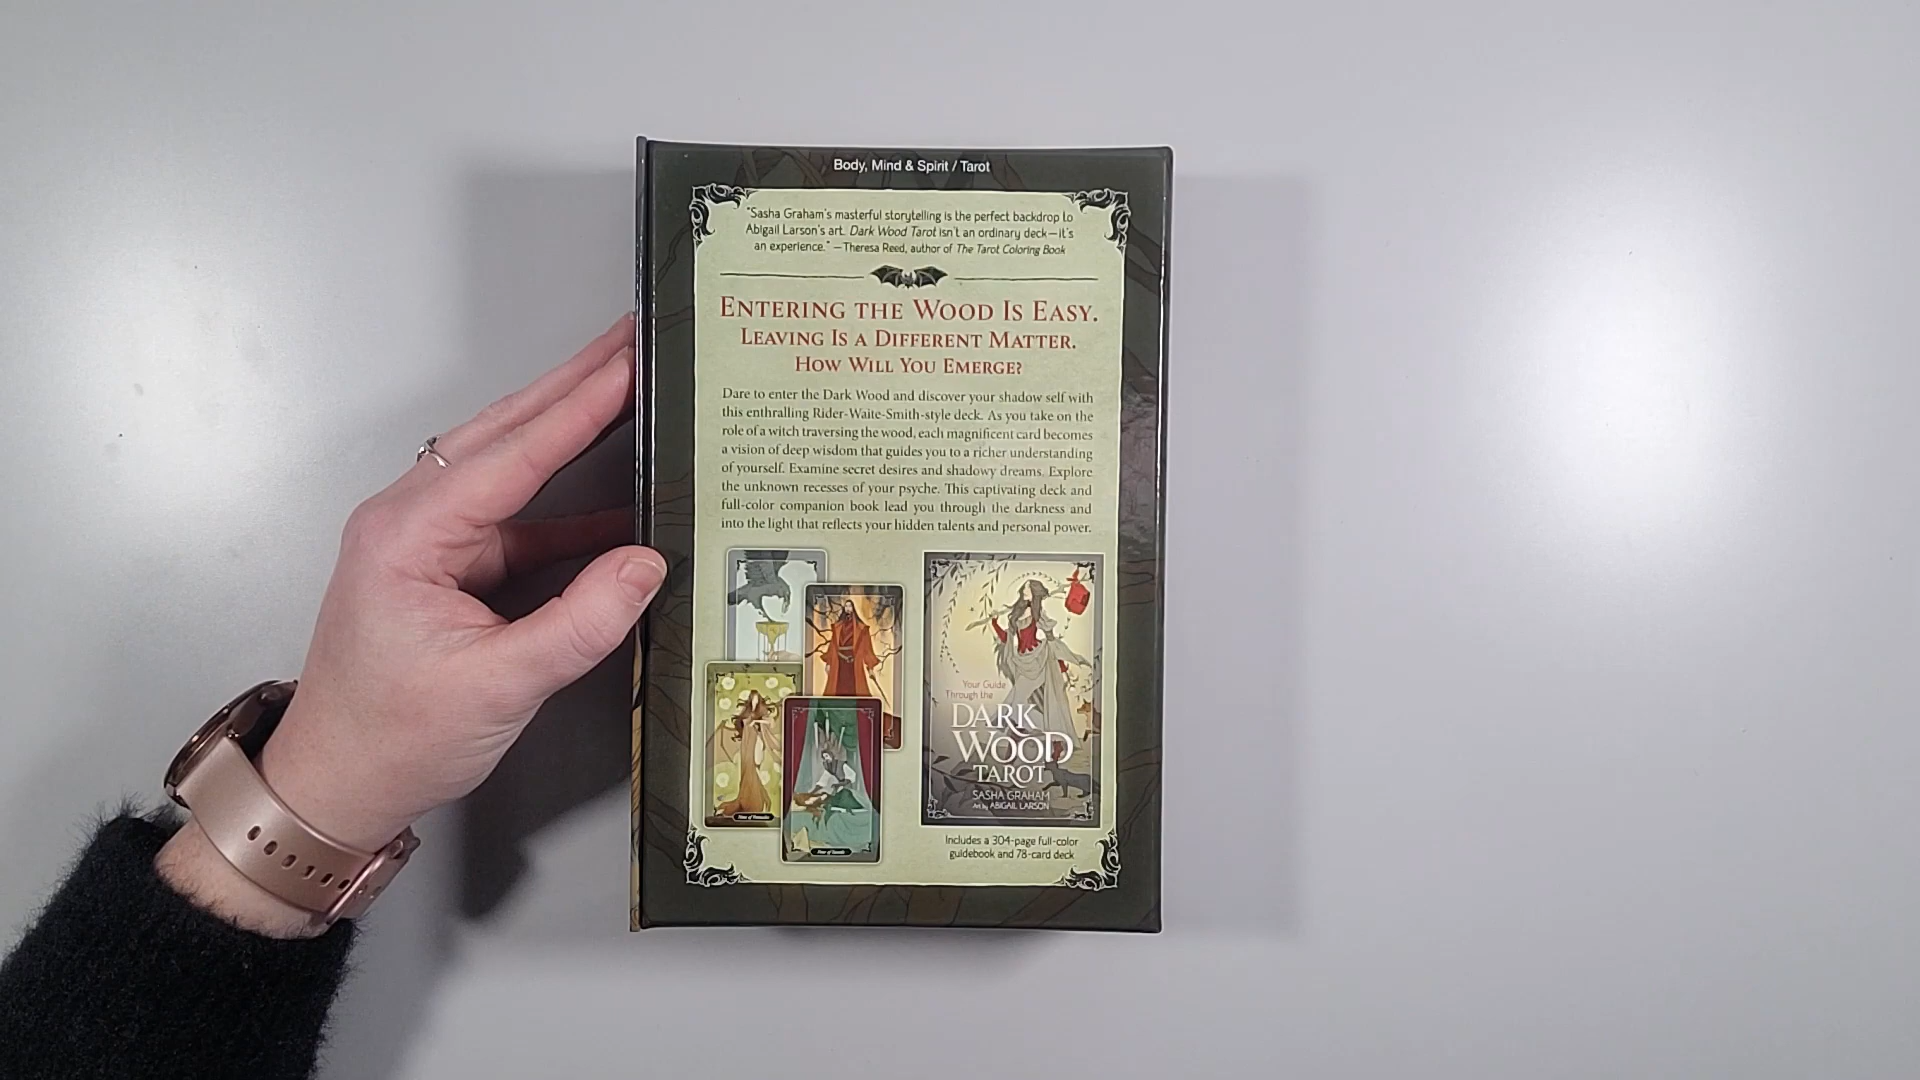 Body, Mind & Spirit / Tarot
"Sasha Graham's masterful storytelling is the perfect backdrop to
Abigail Larson's art. Dark Wood Tarot isn't an ordinary deck—it's
an experience." —Theresa Reed, author of The Tarot Coloring Book
ENTERING THE WOOD IS EASY.
LEAVING IS A DIFFERENT MATTER.
HOW WILL YOU EMERGE?
Dare to enter the Dark Wood and discover your shadow self with
this enthralling Rider-Waite-Smith-style deck. As you take on the
role of a witch traversing the wood, each magnificent card becomes
a vision of deep wisdom that guides you to a richer understanding
of yourself. Examine secret desires and shadowy dreams. Explore
the unknown recesses of your psyche. This captivating deck and
full-color companion book lead you through the darkness and
into the light that reflects your hidden talents and personal power.
Your Guide
Through the
DARK
WOOD
TAROT
SASHA GRAHAM
Art by ABIGAIL LARSON
Includes a 304-page full-color
guidebook and 78-card deck.